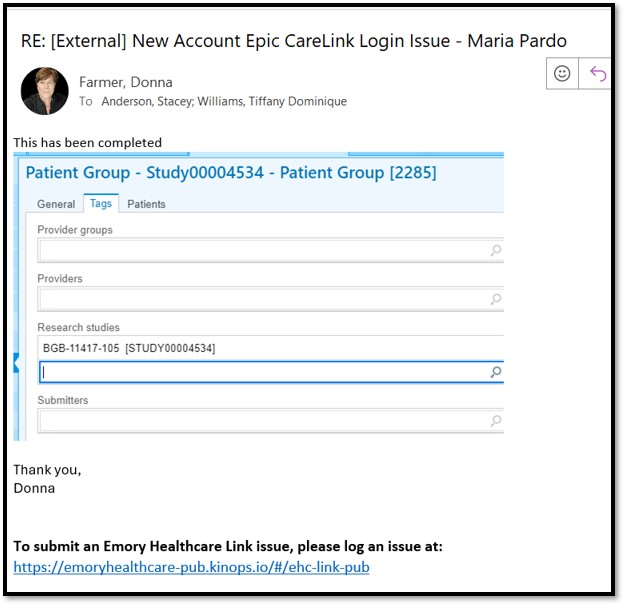 RE: [External] New Account Epic CareLink Login Issue - Maria Pardo
Farmer, Donna
To Anderson, Stacey; Williams, Tiffany Dominique
This has been completed
Patient Group - Study00004534 - Patient Group [2285]
General Tags Patients
Provider groups
Providers
Research studies
BGB-11417-105 [STUDY00004534]
Submitters
Thank you,
Donna
To submit an Emory Healthcare Link issue, please log an issue at:
https://emoryhealthcare-pub.kinops.io/#/ehc-link-pub